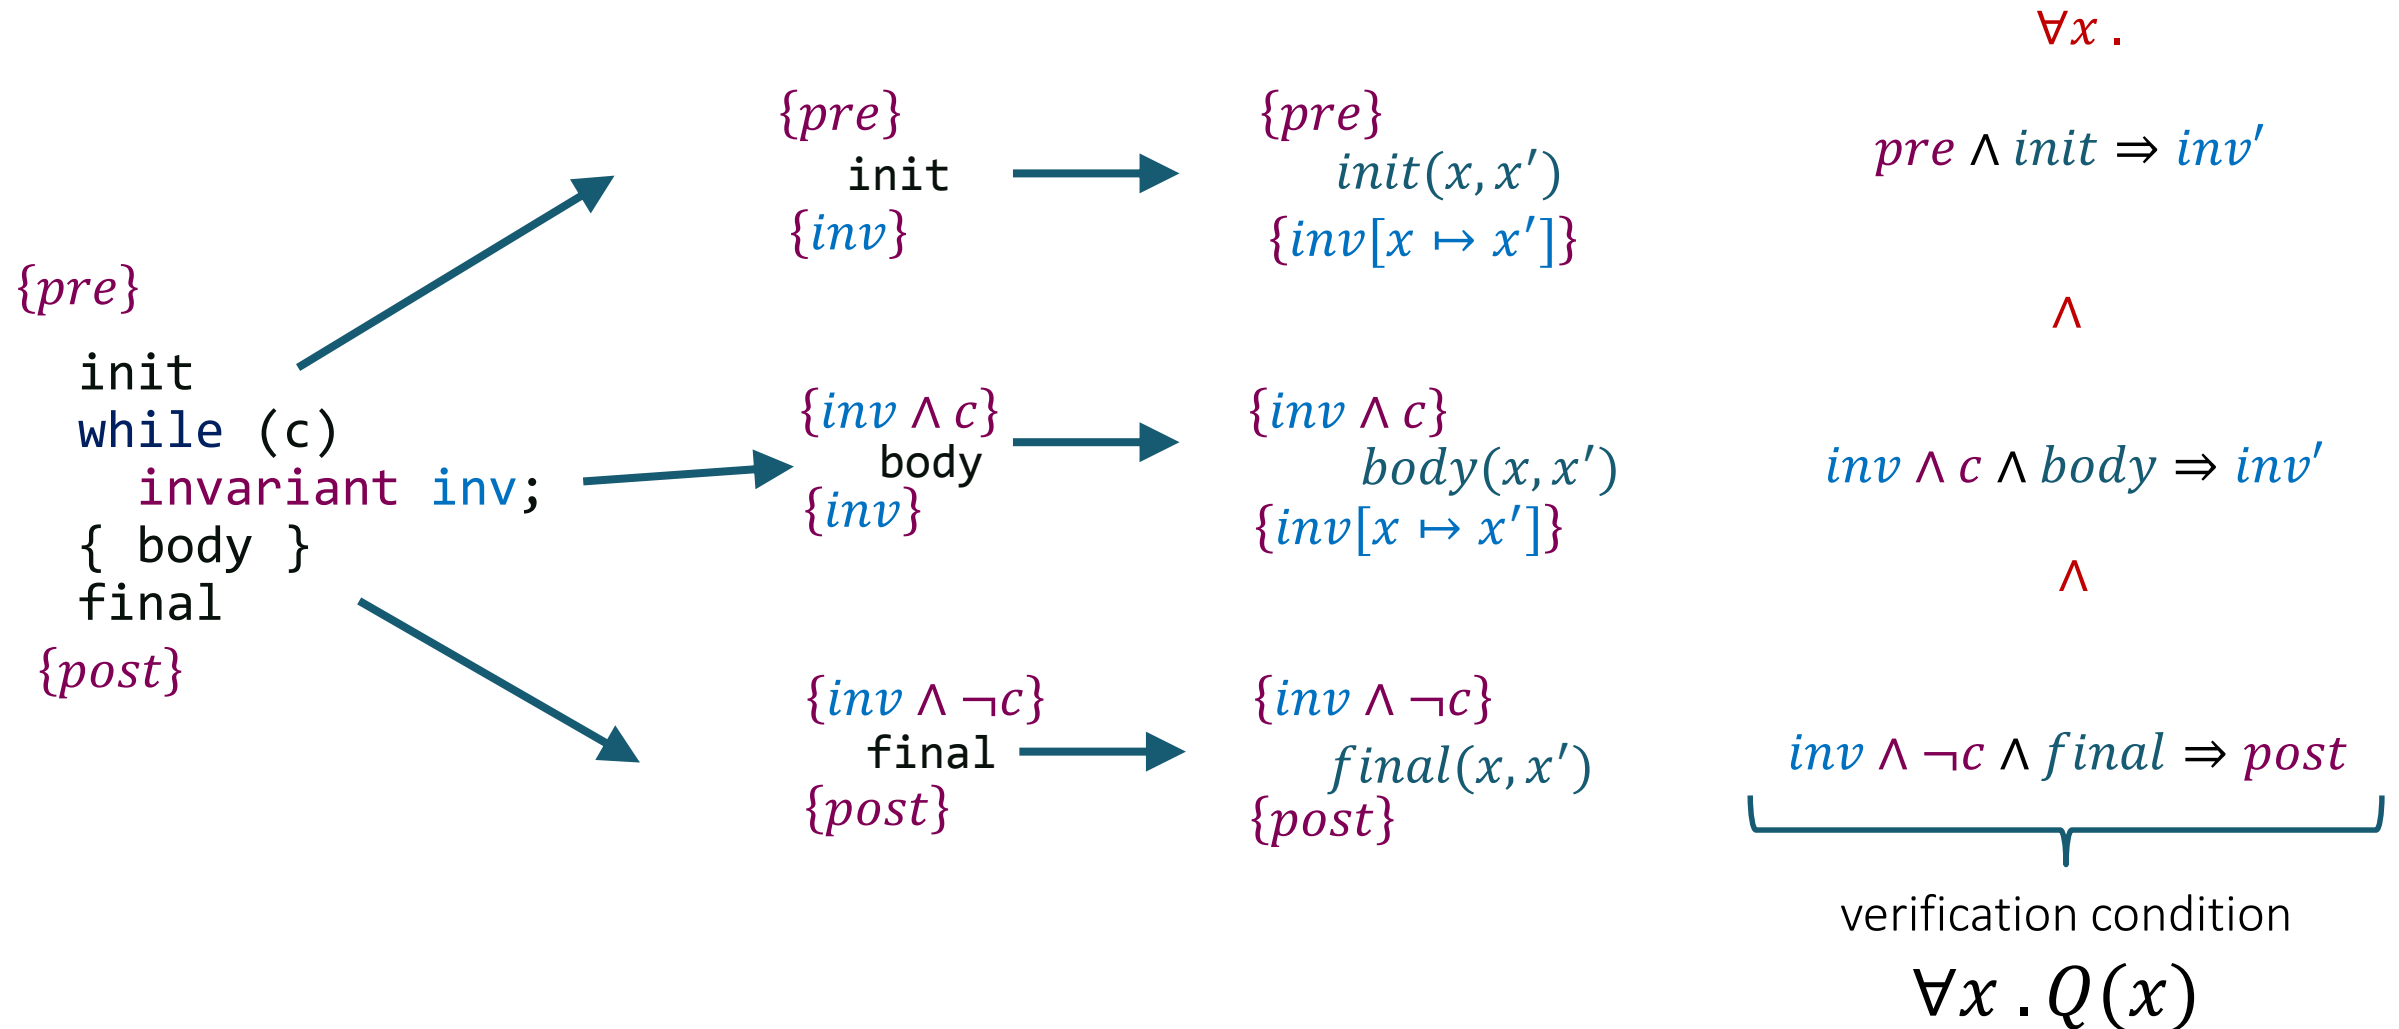 {pre}
init
while (c)
invariant inv;
{ body }
final
{post}
{pre}
init
{inv}
{inv ∧ c}
body
{inv}
{inv ∧ ¬c}
final
{post}
{pre}
init(x, x′)
{inv[x ↦ x′]}
{inv ∧ c}
body(x, x′)
{inv[x ↦ x′]}
{inv ∧ ¬c}
final(x, x′)
{post}
∀x .
pre ∧ init ⇒ inv′
∧
inv ∧ c ∧ body ⇒ inv′
∧
inv ∧ ¬c ∧ final ⇒ post
verification condition
∀x . Q(x)